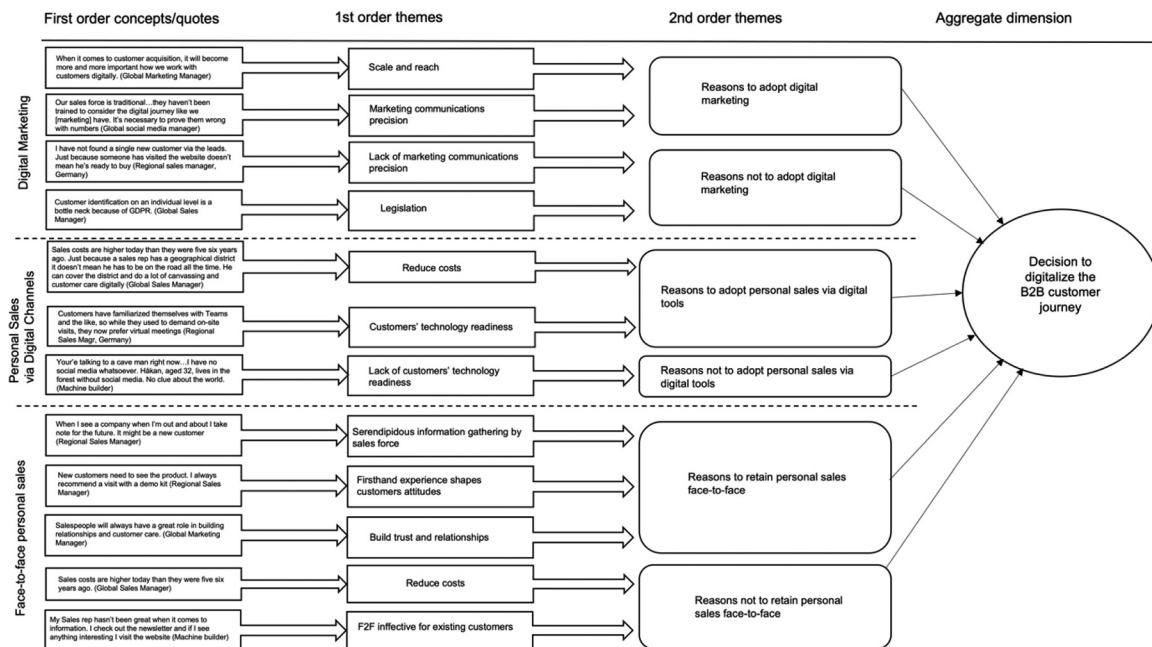 First order concepts/quotes
1st order themes
2nd order themes
Aggregate dimension
Digital Marketing
When it comes to customer acquisition, it will become
more and more important how we work with
customers digitally. (Global Marketing Manager)
Scale and reach
Reasons to adopt digital
marketing
Our sales force is traditional…they haven't been
trained to consider the digital journey like we
[marketing] have. It's necessary to prove them wrong
with numbers (Global social media manager)
Marketing communications
precision
I have not found a single new customer via the leads.
Just because someone has visited the website doesn't
mean he's ready to buy (Regional sales manager,
Germany)
Lack of marketing communications
precision
Reasons not to adopt digital
marketing
Customer identification on an individual level is a
bottle neck because of GDPR. (Global Sales
Manager)
Legislation
Personal Sales
via Digital Channels
Sales costs are higher today than they were five six years
ago. Just because a sales rep has a geographical district
it doesn't mean he has to be on the road all the time. He
can cover the district and do a lot of canvassing and
customer care digitally (Global Sales Manager)
Reduce costs
Reasons to adopt personal sales via digital
tools
Customers have familiarized themselves with Teams
and the like, so while they used to demand on-site
visits, they now prefer virtual meetings (Regional
Sales Magr, Germany)
Customers' technology readiness
Your'e talking to a cave man right now…I have no
social media whatsoever. Håkan, aged 32, lives in the
forest without social media. No clue about the world.
(Machine builder)
Lack of customers' technology
readiness
Reasons not to adopt personal sales via
digital tools
Decision to
digitalize the
B2B customer
journey
Face-to-face personal sales
When I see a company when I'm out and about I take
note for the future. It might be a new customer
(Regional Sales Manager)
Serendipidous information gathering by
sales force
New customers need to see the product. I always
recommend a visit with a demo kit (Regional Sales
Manager)
Firsthand experience shapes
customers attitudes
Reasons to retain personal sales
face-to-face
Salespeople will always have a great role in building
relationships and customer care. (Global Marketing
Manager)
Build trust and relationships
Sales costs are higher today than they were five six
years ago. (Global Sales Manager)
Reduce costs
Reasons not to retain personal
sales face-to-face
My Sales rep hasn't been great when it comes to
information. I check out the newsletter and if I see
anything interesting I visit the website (Machine builder)
F2F inffective for existing customers